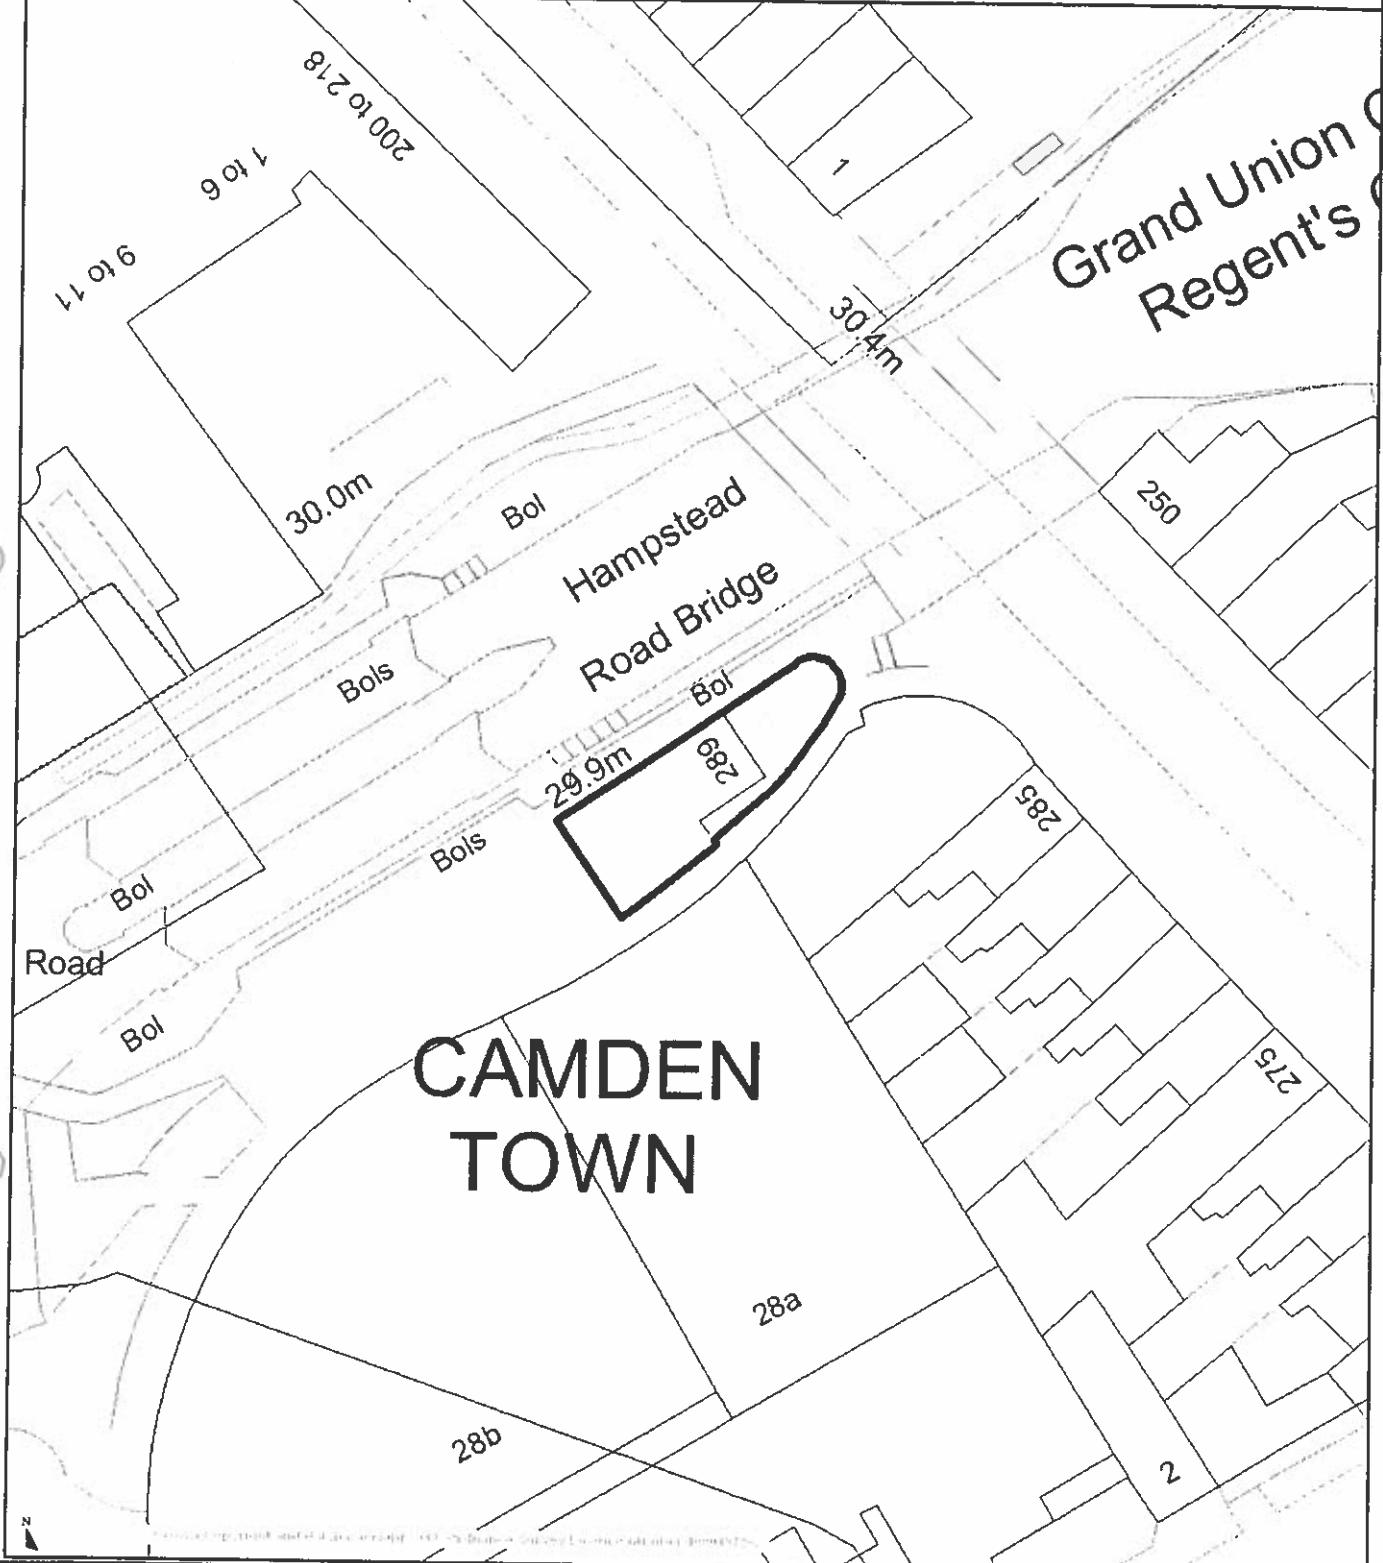 200 to 218
1 to 6
9 to 11
1
Grand Union
Regent's
30.4m
30.0m
Bol
Hampstead
Road Bridge
250
Bols
Bol
289
29.9m
285
Bols
Bol
Road
Bol
CAMDEN
TOWN
275
28a
28b
2
N